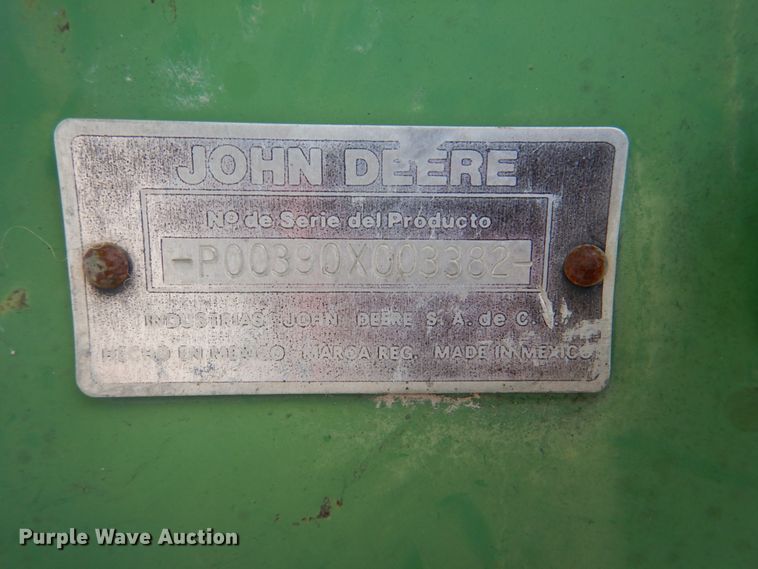 JOHN DEERE
Nº de Serie del Producto
-P00390X003382-
INDUSTRIAS JOHN DEERE S. A. de C.
HECHO EN MEXICO MARCA REG. MADE IN MEXICO
Purple Wave Auction